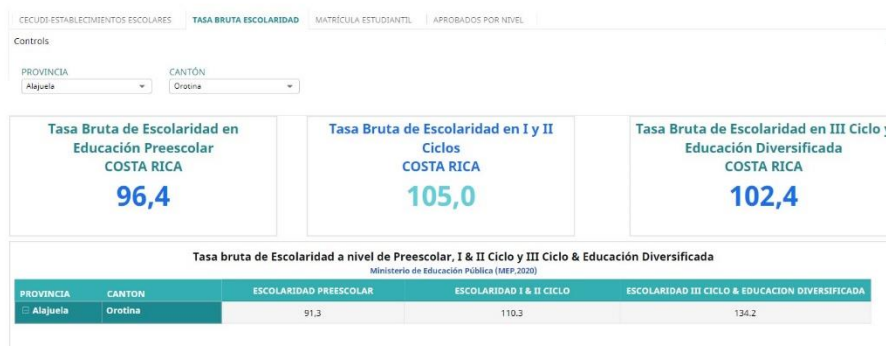 CECUDI-ESTABLECIMIENTOS ESCOLARES TASA BRUTA ESCOLARIDAD MATRÍCULA ESTUDIANTIL APROBADOS POR NIVEL
Controls
PROVINCIA CANTÓN
Alajuela Orotina
Tasa Bruta de Escolaridad en
Educación Preescolar
COSTA RICA
96,4
Tasa Bruta de Escolaridad en I y II
Ciclos
COSTA RICA
105,0
Tasa Bruta de Escolaridad en III Ciclo y
Educación Diversificada
COSTA RICA
102,4
Tasa bruta de Escolaridad a nivel de Preescolar, I & II Ciclo y III Ciclo & Educación Diversificada
Ministerio de Educación Pública (MEP,2020)
PROVINCIA CANTON ESCOLARIDAD PREESCOLAR ESCOLARIDAD I & II CICLO ESCOLARIDAD III CICLO & EDUCACION DIVERSIFICADA
Alajuela Orotina 91,3 110.3 134.2